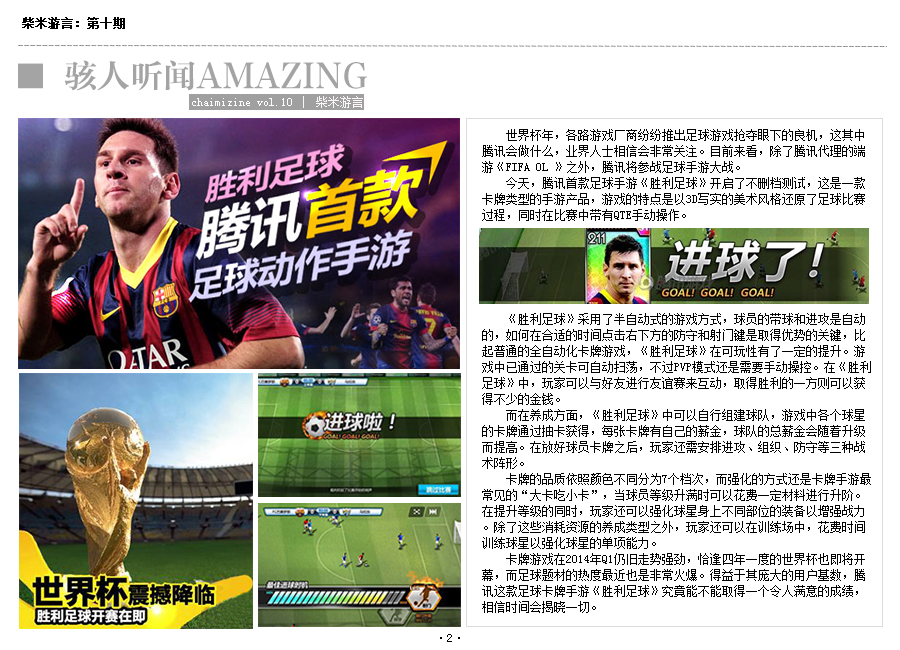 柴米游言：第十期
骇人听闻AMAZING
chaimizine vol.10 | 柴米游言
胜利足球
腾讯首款
足球动作手游
QATAR
世界杯震撼降临
胜利足球开赛在即
进球啦！
GOAL! GOAL! GOAL!
跳过比赛
最佳进球时机
射门
世界杯年，各路游戏厂商纷纷推出足球游戏抢夺眼下的良机，这其中
腾讯会做什么，业界人士相信会非常关注。目前来看，除了腾讯代理的端
游《FIFA OL 》之外，腾讯将参战足球手游大战。
今天，腾讯首款足球手游《胜利足球》开启了不删档测试，这是一款
卡牌类型的手游产品，游戏的特点是以3D写实的美术风格还原了足球比赛
过程，同时在比赛中带有QTE手动操作。
211
进球了！
GOAL! GOAL! GOAL!
《胜利足球》采用了半自动式的游戏方式，球员的带球和进攻是自动
的，如何在合适的时间点击右下方的防守和射门键是取得优势的关键，比
起普通的全自动化卡牌游戏，《胜利足球》在可玩性有了一定的提升。游
戏中已通过的关卡可自动扫荡，不过PVP模式还是需要手动操控。在《胜利
足球》中，玩家可以与好友进行友谊赛来互动，取得胜利的一方则可以获
得不少的金钱。
而在养成方面，《胜利足球》中可以自行组建球队，游戏中各个球星
的卡牌通过抽卡获得，每张卡牌有自己的薪金，球队的总薪金会随着升级
而提高。在放好球员卡牌之后，玩家还需安排进攻、组织、防守等三种战
术阵形。
卡牌的品质依照颜色不同分为7个档次，而强化的方式还是卡牌手游最
常见的“大卡吃小卡”，当球员等级升满时可以花费一定材料进行升阶。
在提升等级的同时，玩家还可以强化球星身上不同部位的装备以增强战力
。除了这些消耗资源的养成类型之外，玩家还可以在训练场中，花费时间
训练球星以强化球星的单项能力。
卡牌游戏在2014年Q1仍旧走势强劲，恰逢四年一度的世界杯也即将开
幕，而足球题材的热度最近也是非常火爆。得益于其庞大的用户基数，腾
讯这款足球卡牌手游《胜利足球》究竟能不能取得一个令人满意的成绩，
相信时间会揭晓一切。
·2·